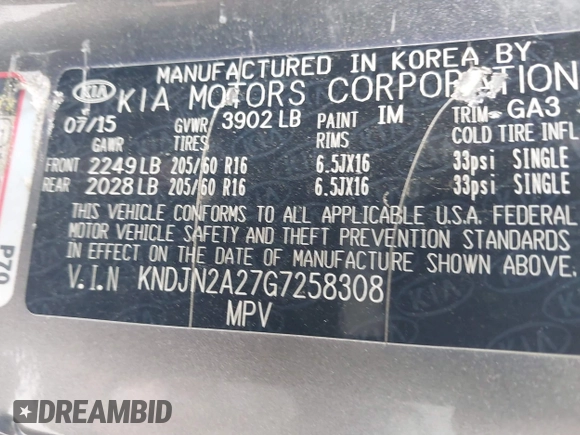 MANUFACTURED IN KOREA BY
KIA KIA MOTORS CORPORATION
07/15 GVWR 3902 LB PAINT IM TRIM GA3
GAWR TIRES RIMS COLD TIRE INFL
FRONT 2249 LB 205/60 R16 6.5JX16 33psi SINGLE
REAR 2028 LB 205/60 R16 6.5JX16 33psi SINGLE
THIS VEHICLE CONFORMS TO ALL APPLICABLE U.S.A. FEDERAL
MOTOR VEHICLE SAFETY AND THEFT PREVENTION STANDARDS
IN EFFECT ON THE DATE OF MANUFACTURE SHOWN ABOVE.
V.I.N KNDJN2A27G7258308
MPV
P70
DREAMBID